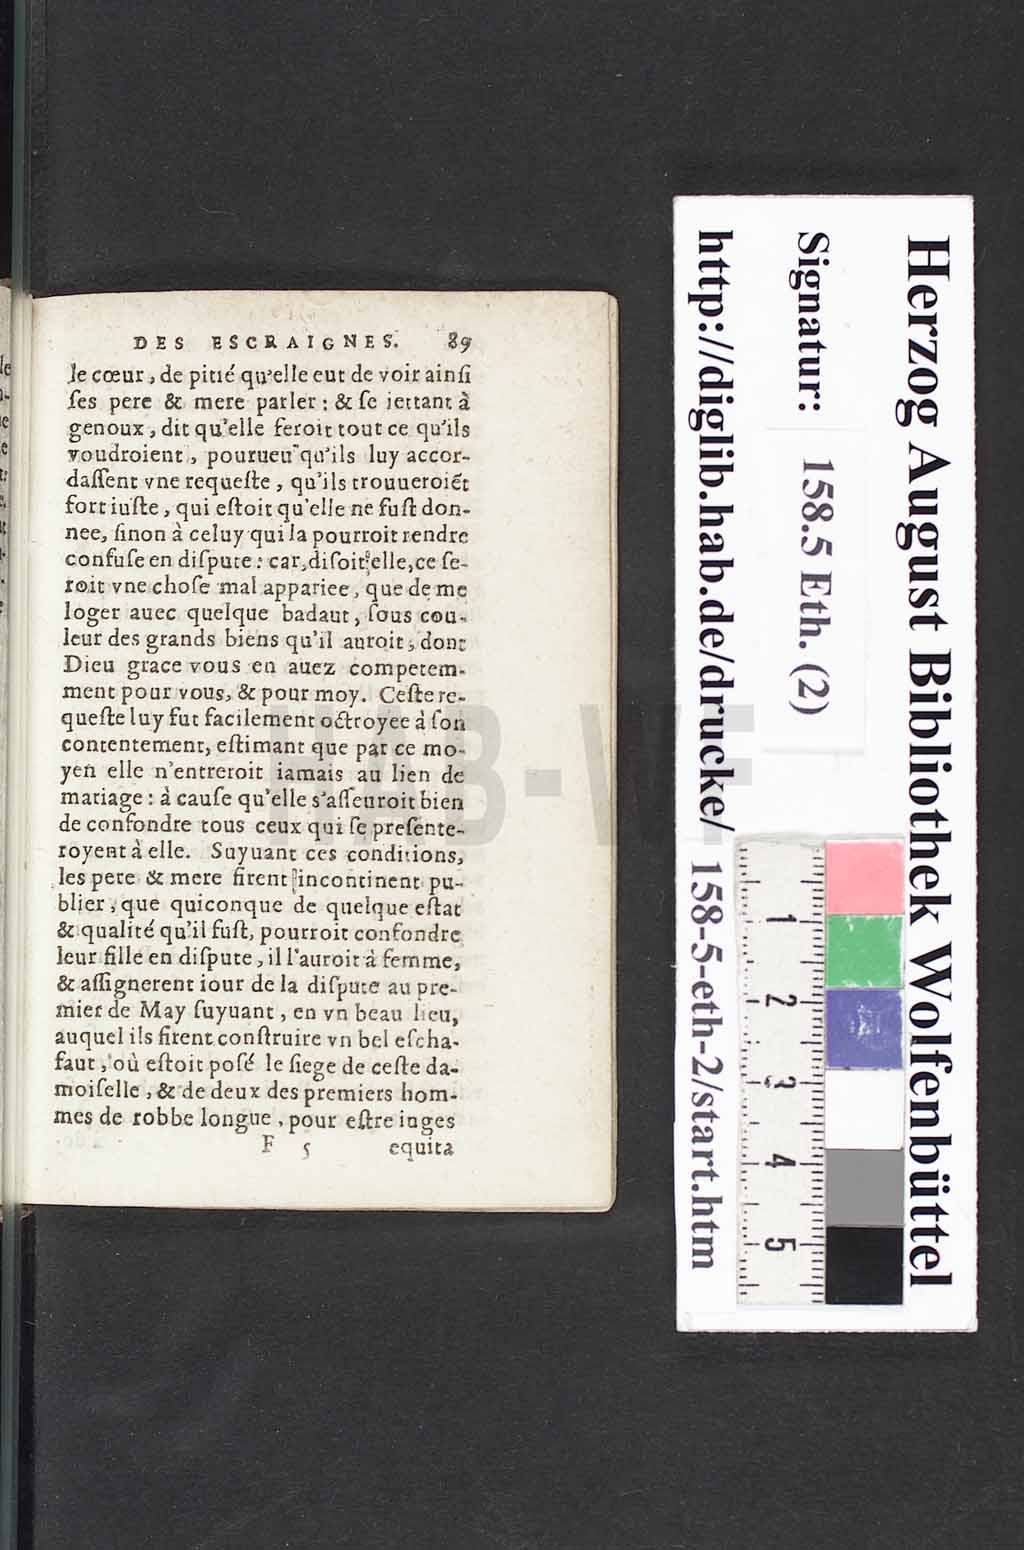 DES ESCRAIGNES. 89
le cœur, de pitié qu'elle eut de voir ainſi
ſes pere & mere parler: & ſe iettant à
genoux, dit qu'elle feroit tout ce qu'ils
voudroient, pourueu qu'ils luy accor-
daſſent vne requeſte, qu'ils trouueroiẽt
fort iuſte, qui eſtoit qu'elle ne fuſt don-
nee, ſinon à celuy qui la pourroit rendre
confuſe en diſpute: car, diſoit elle, ce ſe-
roit vne choſe mal appariee, que de me
loger auec quelque badaut, ſous cou-
leur des grands biens qu'il auroit, dont
Dieu grace vous en auez competem-
ment pour vous, & pour moy. Ceſte re-
queſte luy fut facilement octroyee à ſon
contentement, eſtimant que par ce mo-
yen elle n'entreroit iamais au lien de
mariage: à cauſe qu'elle s'aſſeuroit bien
de confondre tous ceux qui ſe preſente-
royent à elle. Suyuant ces conditions,
les pere & mere firent incontinent pu-
blier, que quiconque de quelque eſtat
& qualité qu'il fuſt, pourroit confondre
leur fille en diſpute, il l'auroit à femme,
& aſſignerent iour de la diſpute au pre-
mier de May ſuyuant, en vn beau lieu,
auquel ils firent conſtruire vn bel eſcha-
faut, où eſtoit poſé le ſiege de ceſte da-
moiſelle, & de deux des premiers hom-
mes de robbe longue, pour eſtre iuges
F 5 equita
HAB-WF
Herzog August Bibliothek Wolfenbüttel
Signatur: 158.5 Eth. (2)
http://diglib.hab.de/drucke/ 158-5-eth-2/start.htm
1
2
3
4
5